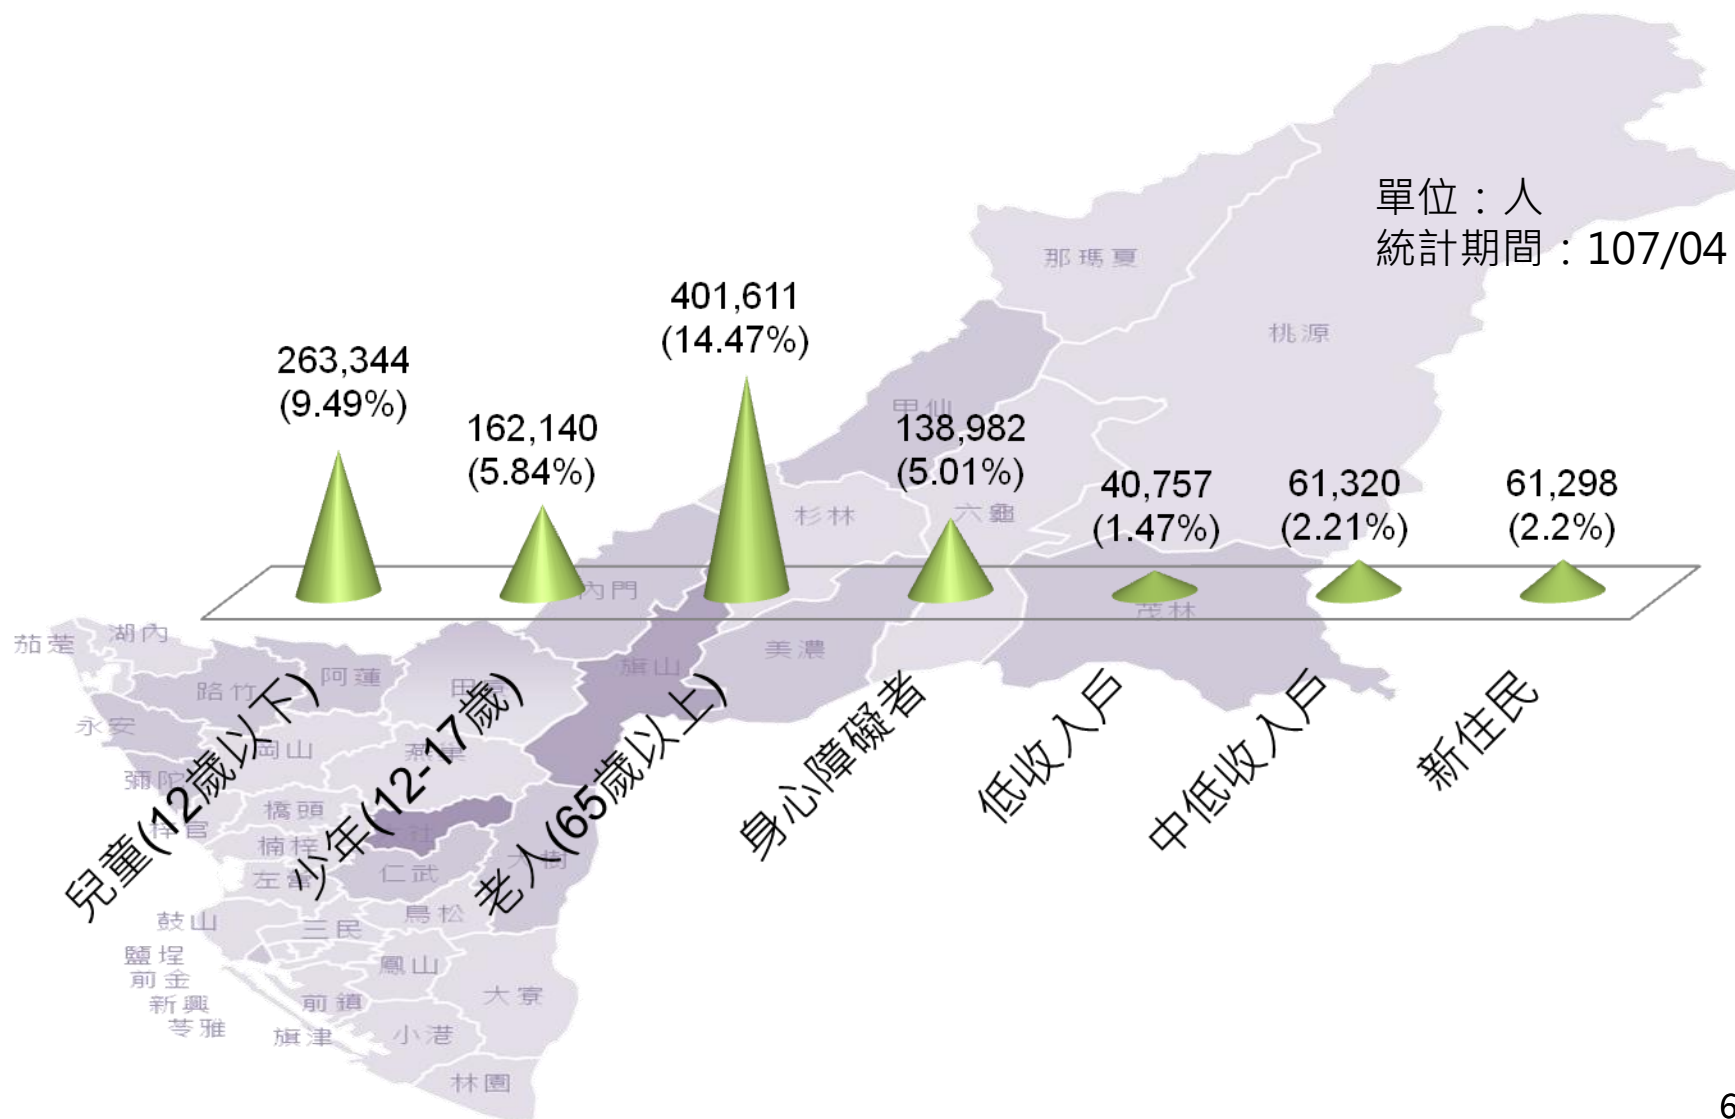 單位：人
統計期間：107/04
263,344
(9.49%)
162,140
(5.84%)
401,611
(14.47%)
138,982
(5.01%)
40,757
(1.47%)
61,320
(2.21%)
61,298
(2.2%)
兒童(12歲以下)
少年(12-17歲)
老人(65歲以上)
身心障礙者
低收入戶
中低收入戶
新住民
那瑪夏
桃源
甲仙
杉林
六龜
內門
茂林
旗山
美濃
茄萣
湖內
路竹
阿蓮
永安
岡山
彌陀
橋頭
楠梓
左營
仁武
大樹
鼓山
三民
鳥松
鹽埕
前金
新興
苓雅
鳳山
前鎮
旗津
小港
大寮
林園
6